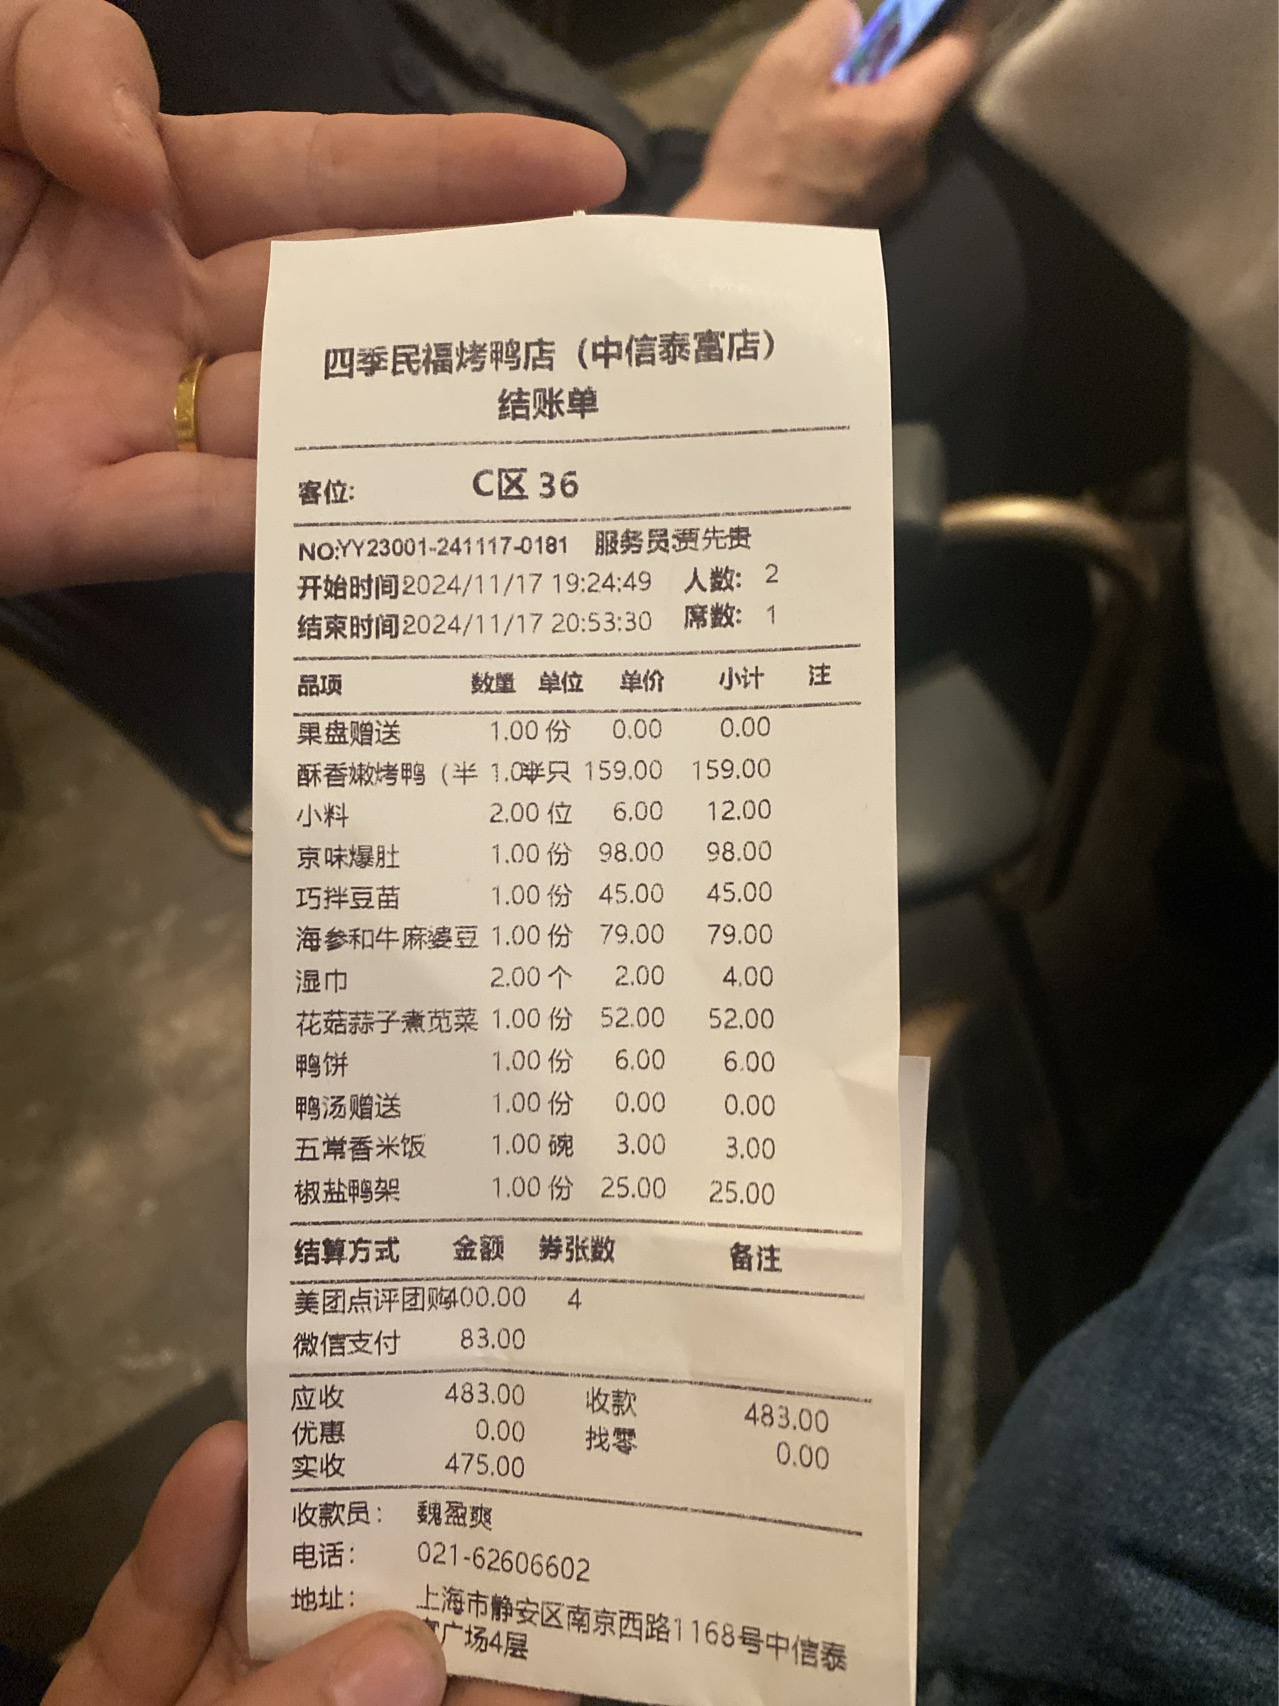 四季民福烤鸭店（中信泰富店）
结账单
客位: C区 36
NO:YY23001-241117-0181 服务员:贾先贵
开始时间2024/11/17 19:24:49 人数: 2
结束时间2024/11/17 20:53:30 席数: 1
品项 数量 单位 单价 小计 注
果盘赠送 1.00 份 0.00 0.00
酥香嫩烤鸭（半 1.00半只 159.00 159.00
小料 2.00 位 6.00 12.00
京味爆肚 1.00 份 98.00 98.00
巧拌豆苗 1.00 份 45.00 45.00
海参和牛麻婆豆 1.00 份 79.00 79.00
湿巾 2.00 个 2.00 4.00
花菇蒜子煮苋菜 1.00 份 52.00 52.00
鸭饼 1.00 份 6.00 6.00
鸭汤赠送 1.00 份 0.00 0.00
五常香米饭 1.00 碗 3.00 3.00
椒盐鸭架 1.00 份 25.00 25.00
结算方式 金额 券张数 备注
美团点评团购400.00 4
微信支付 83.00
应收 483.00 收款 483.00
优惠 0.00 找零 0.00
实收 475.00
收款员: 魏盈爽
电话: 021-62606602
地址: 上海市静安区南京西路1168号中信泰
富广场4层